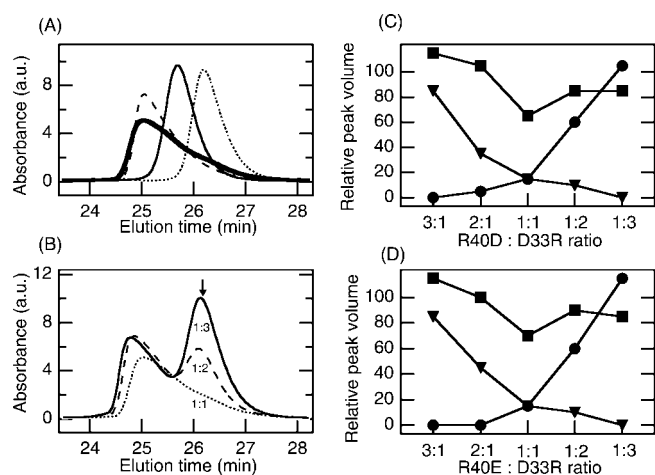 (A)
Absorbance (a.u.)
8
4
0
24 25 26 27 28
Elution time (min)
(B)
Absorbance (a.u.)
12
8
4
0
1:3
1:2
1:1
24 25 26 27 28
Elution time (min)
(C)
Relative peak volume
100
80
60
40
20
0
3:1 2:1 1:1 1:2 1:3
R40D : D33R ratio
(D)
Relative peak volume
100
80
60
40
20
0
3:1 2:1 1:1 1:2 1:3
R40E : D33R ratio